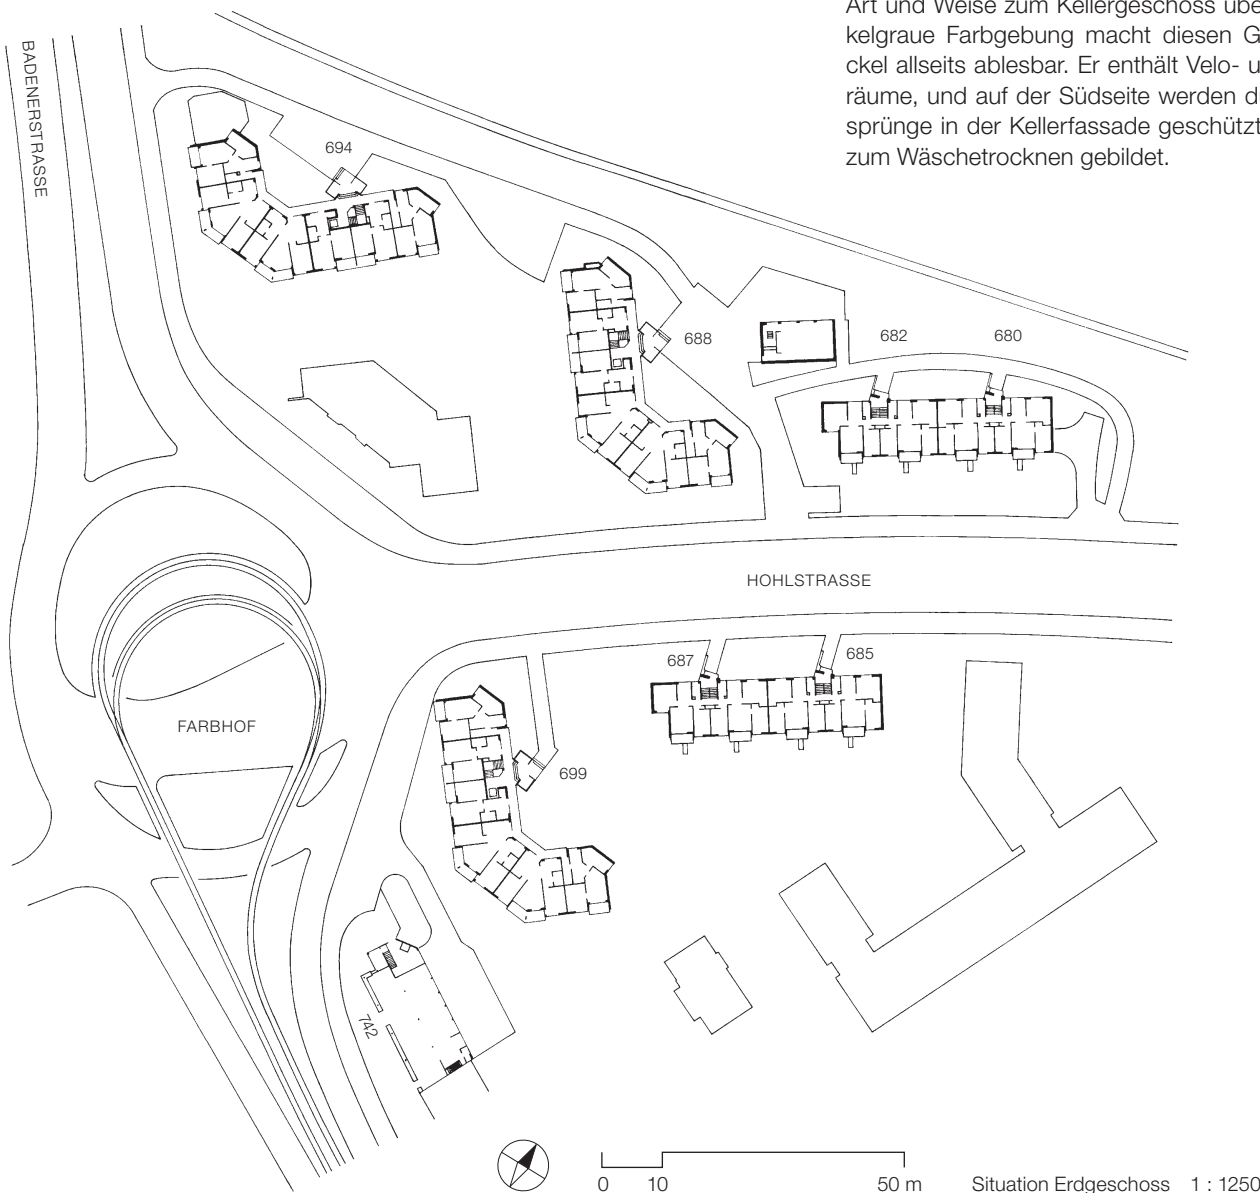 Art und Weise zum Kellergeschoss übe
kelgraue Farbgebung macht diesen G
ckel allseits ablesbar. Er enthält Velo- u
räume, und auf der Südseite werden d
sprünge in der Kellerfassade geschützt
zum Wäschetrocknen gebildet.
BADENERSTRASSE
694
688
682
680
HOHLSTRASSE
687
685
FARBHOF
699
742
0 10 50 m
Situation Erdgeschoss 1 : 1250